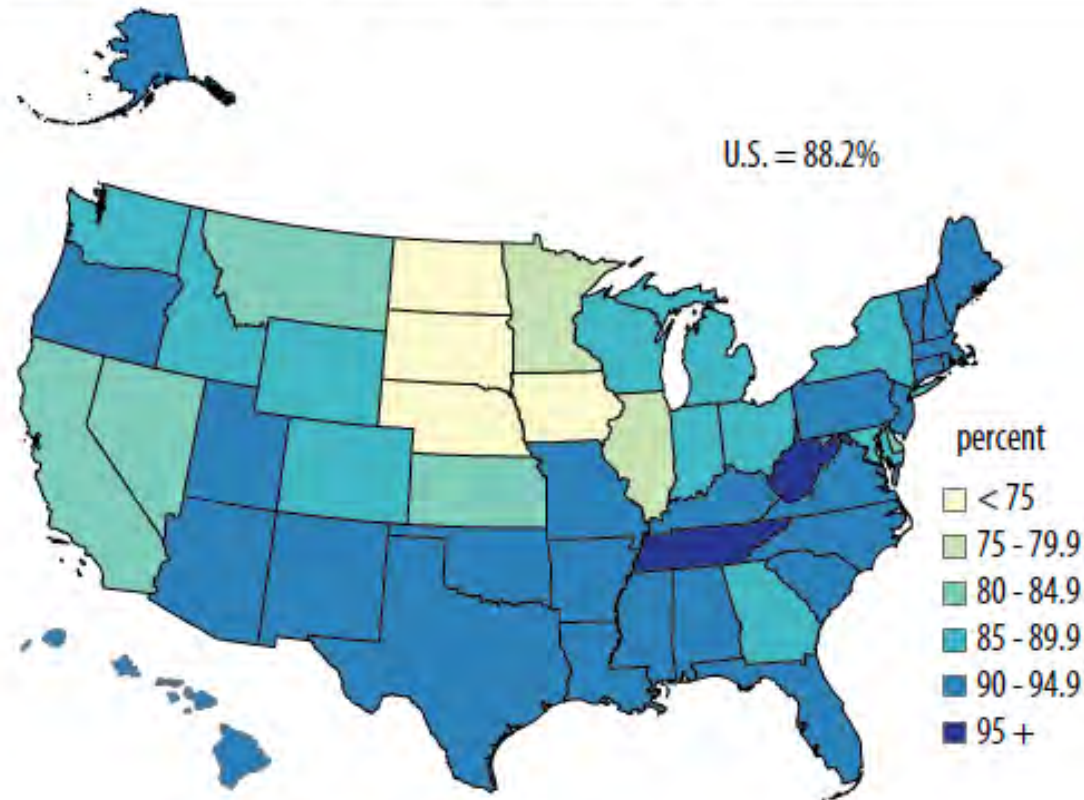 U.S. = 88.2%
percent
< 75
75 - 79.9
80 - 84.9
85 - 89.9
90 - 94.9
95 +